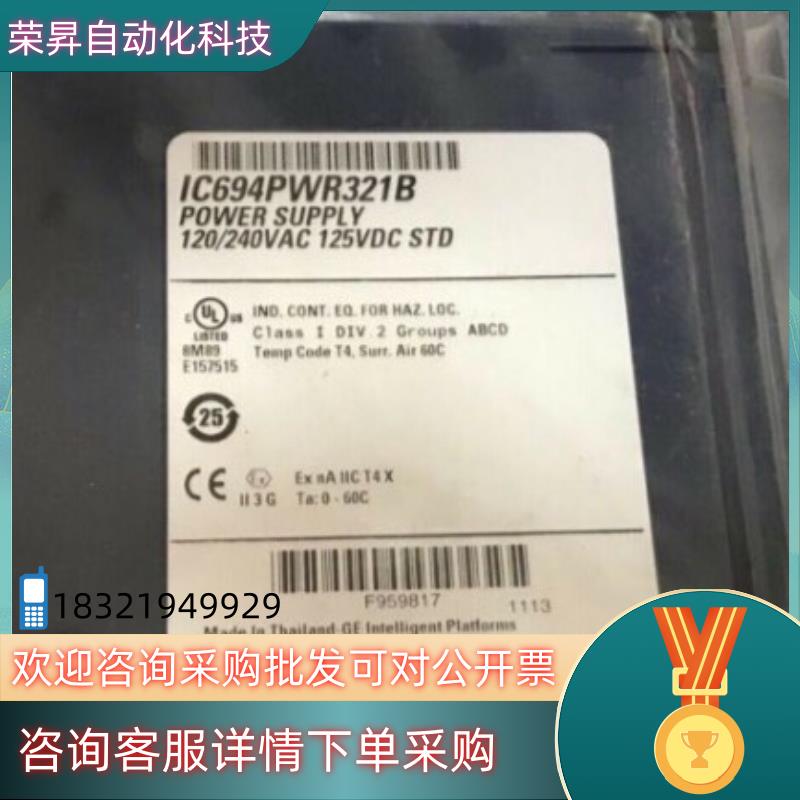 荣昇自动化科技
IC694PWR321B
POWER SUPPLY
120/240VAC 125VDC STD
C UL US
LISTED
8M89
E157515
IND. CONT. EQ. FOR HAZ. LOC.
Class I DIV 2 Groups ABCD
Temp Code T4, Surr. Air 60C
25
CE
II 3 G
Ex nA IIC T4 X
Ta: 0 - 60C
F959817
1113
Made In Thailand-GE Intelligent Platforms
18321949929
欢迎咨询采购批发可对公开票
咨询客服详情下单采购